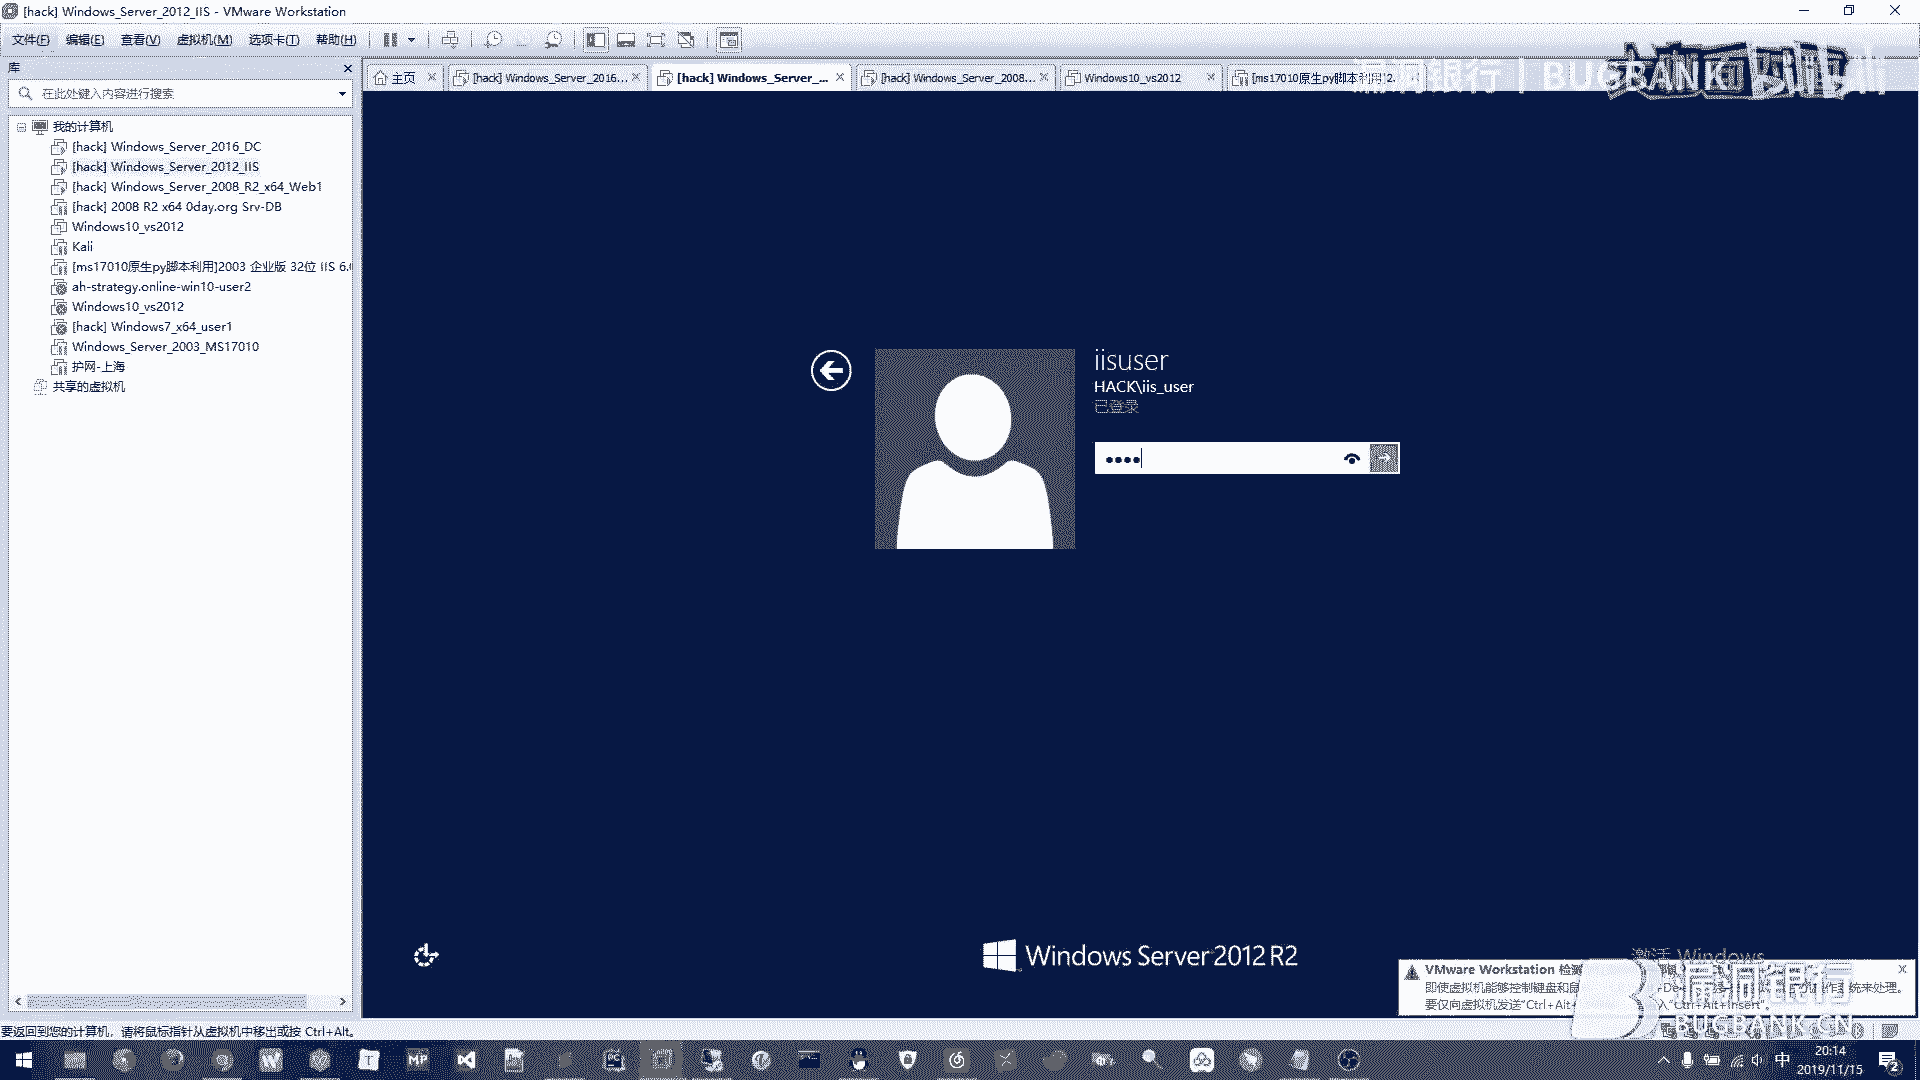 [hack] Windows_Server_2012_IIS - VMware Workstation
文件(F) 编辑(E) 查看(V) 虚拟机(M) 选项卡(T) 帮助(H)
库
在此处键入内容进行搜索
我的计算机
[hack] Windows_Server_2016_DC
[hack] Windows_Server_2012_IIS
[hack] Windows_Server_2008_R2_x64_Web1
[hack] 2008 R2 x64 0day.org Srv-DB
Windows10_vs2012
Kali
[ms17010原生py脚本利用]2003 企业版 32位 IIS 6.
ah-strategy.online-win10-user2
Windows10_vs2012
[hack] Windows7_x64_user1
Windows_Server_2003_MS17010
护网-上海
共享的虚拟机
主页
[hack] Windows_Server_2016...
[hack] Windows_Server_...
[hack] Windows_Server_2008...
Windows10_vs2012
[ms17010原生py脚本利用]2.
漏洞银行 | BUGBANK
bilibili
iisuser
HACK\iis_user
已登录
Windows Server 2012 R2
激活 Windows
VMware Workstation 检测
即使虚拟机能够控制键盘和鼠
统来处理。
要仅向虚拟机发送"Ctrl+Alt+
Ctrl+Alt+Insert"
漏洞银行
BUGBANK.CN
要返回到您的计算机，请将鼠标指针从虚拟机中移出或按 Ctrl+Alt。
中
20:14
2019/11/15
2